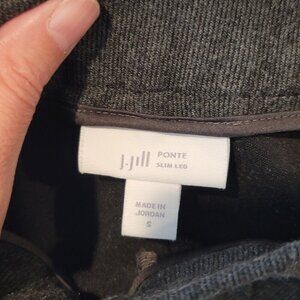 J.Jill
PONTE
SLIM LEG
MADE IN
JORDAN
S